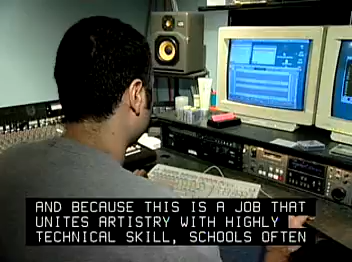 AND BECAUSE THIS IS A JOB THAT
UNITES ARTISTRY WITH HIGHLY
TECHNICAL SKILL, SCHOOLS OFTEN